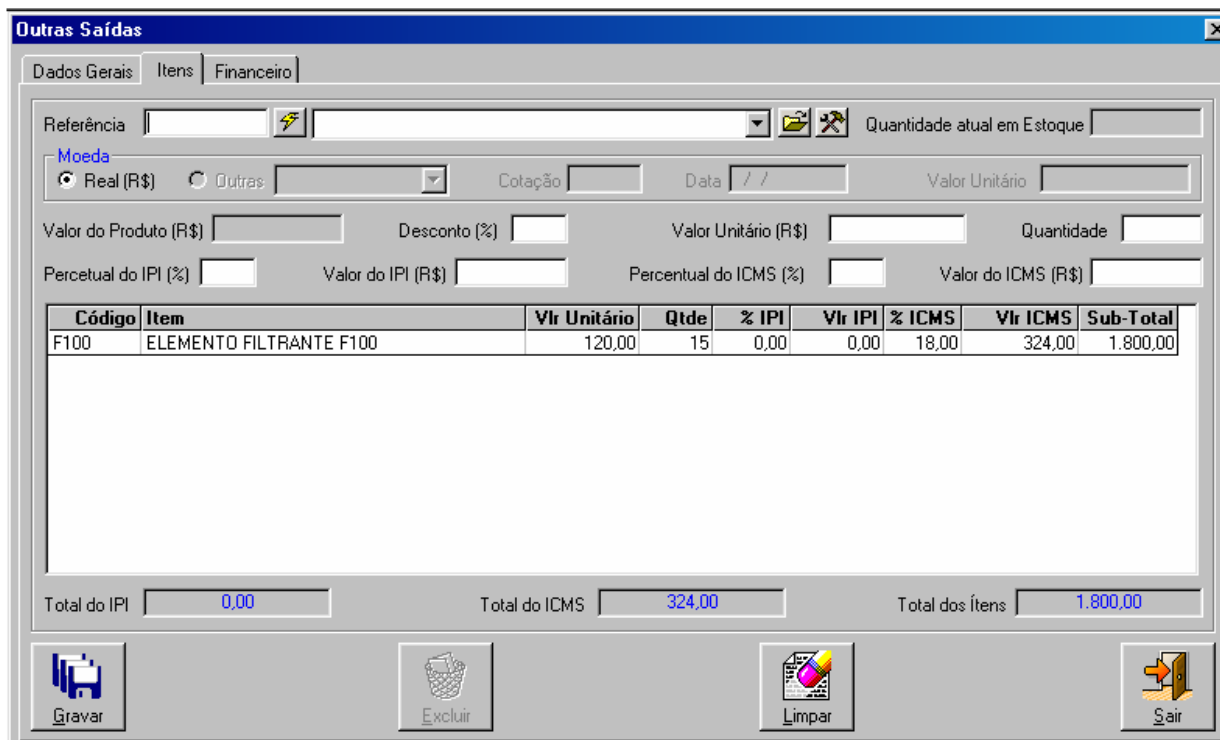 Outras Saídas
Dados Gerais Itens Financeiro
Referência Quantidade atual em Estoque
Moeda
Real (R$) Outras Cotação Data / / Valor Unitário
Valor do Produto (R$) Desconto (%) Valor Unitário (R$) Quantidade
Percetual do IPI (%) Valor do IPI (R$) Percentual do ICMS (%) Valor do ICMS (R$)
Código Item Vlr Unitário Qtde % IPI Vlr IPI % ICMS Vlr ICMS Sub-Total
F100 ELEMENTO FILTRANTE F100 120,00 15 0,00 0,00 18,00 324,00 1.800,00
Total do IPI 0,00 Total do ICMS 324,00 Total dos Ítens 1.800,00
Gravar Excluir Limpar Sair